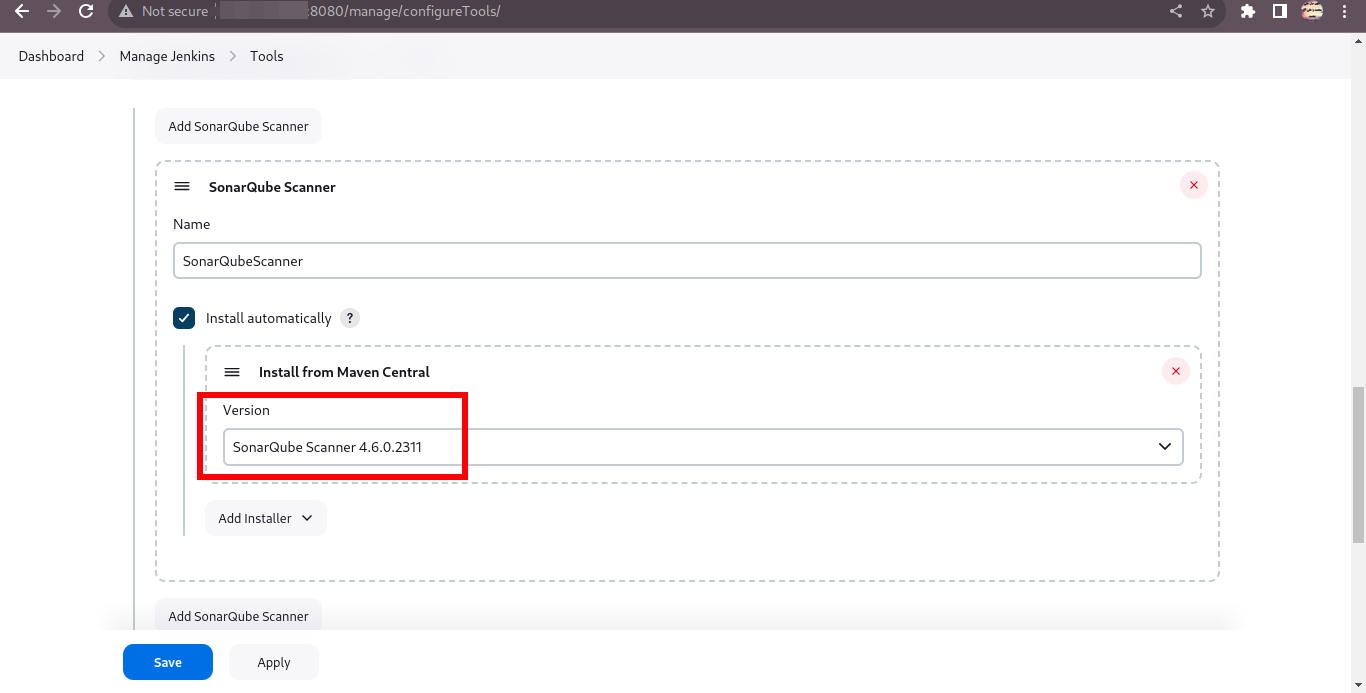 Not secure :8080/manage/configureTools/
Dashboard > Manage Jenkins > Tools
Add SonarQube Scanner
SonarQube Scanner
Name
SonarQubeScanner
Install automatically ?
Install from Maven Central
Version
SonarQube Scanner 4.6.0.2311
Add Installer
Add SonarQube Scanner
Save Apply